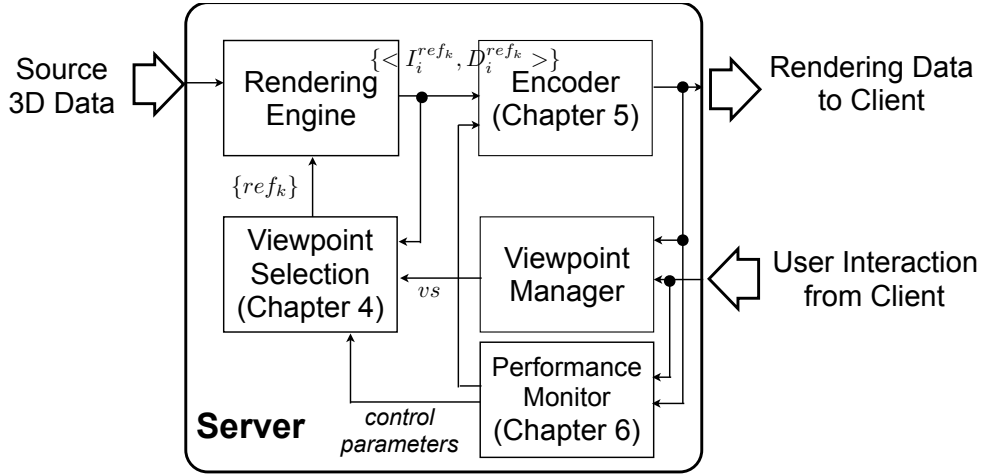 Source
3D Data
Rendering
Engine
$\{< I_i^{ref_k}, D_i^{ref_k} >\}$
Encoder
(Chapter 5)
Rendering Data
to Client
$\{ref_k\}$
Viewpoint
Selection
(Chapter 4)
$vs$
Viewpoint
Manager
User Interaction
from Client
Performance
Monitor
(Chapter 6)
control
parameters
Server